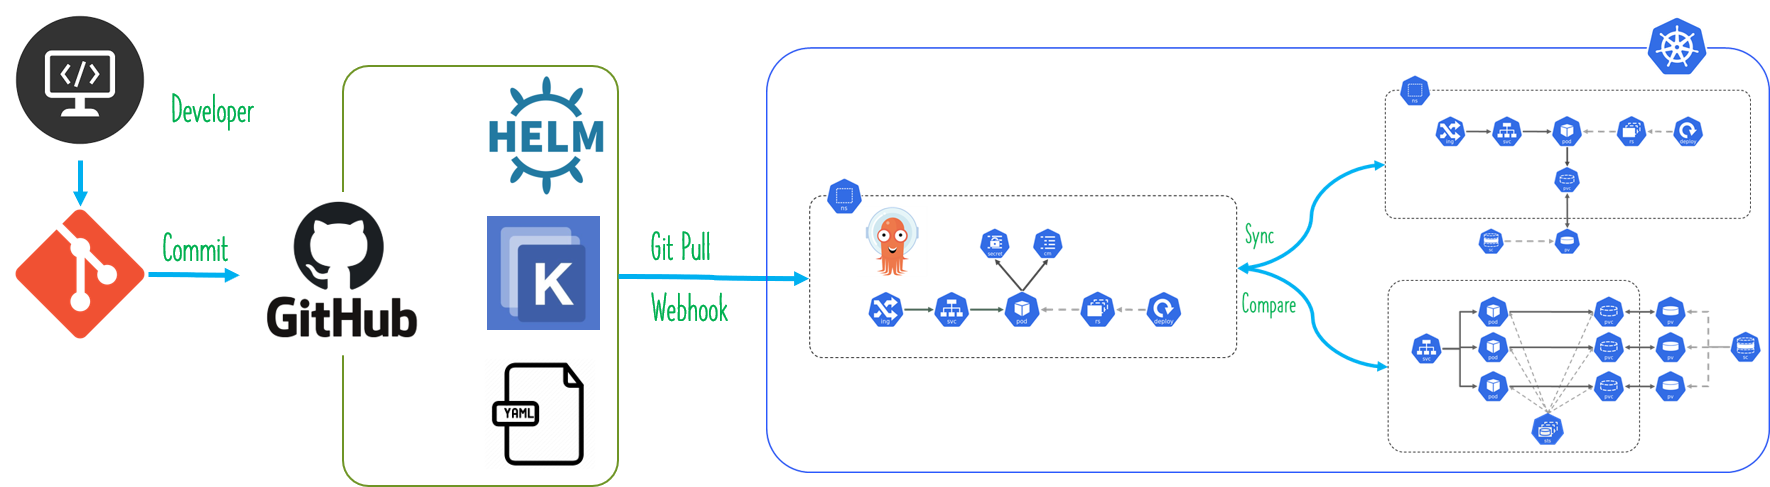 Developer
Commit
GitHub
HELM
K
YAML
Git Pull
Webhook
ns
secret
cm
ing
svc
pod
rs
deploy
Sync
Compare
ns
ing
svc
pod
rs
deploy
pvc
sc
pv
svc
pod
pvc
pv
pod
pvc
pv
sc
pod
pvc
pv
sts